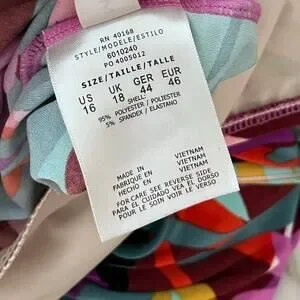 RN 40168
STYLE/MODELE/ESTILO
6010240
PO 4005012
SIZE/TAILLE/TALLE
US UK GER EUR
16 18 44 46
SHELL:
95% POLYESTER / POLIESTER
5% SPANDEX / ELASTANO
MADE IN VIETNAM
FABRIQUE EN VIETNAM
HECHO EN VIETNAM
FOR CARE SEE REVERSE SIDE
PARA EL CUIDADO VEA EL DORSO
POUR LE SOIN VOIR LE VERSO